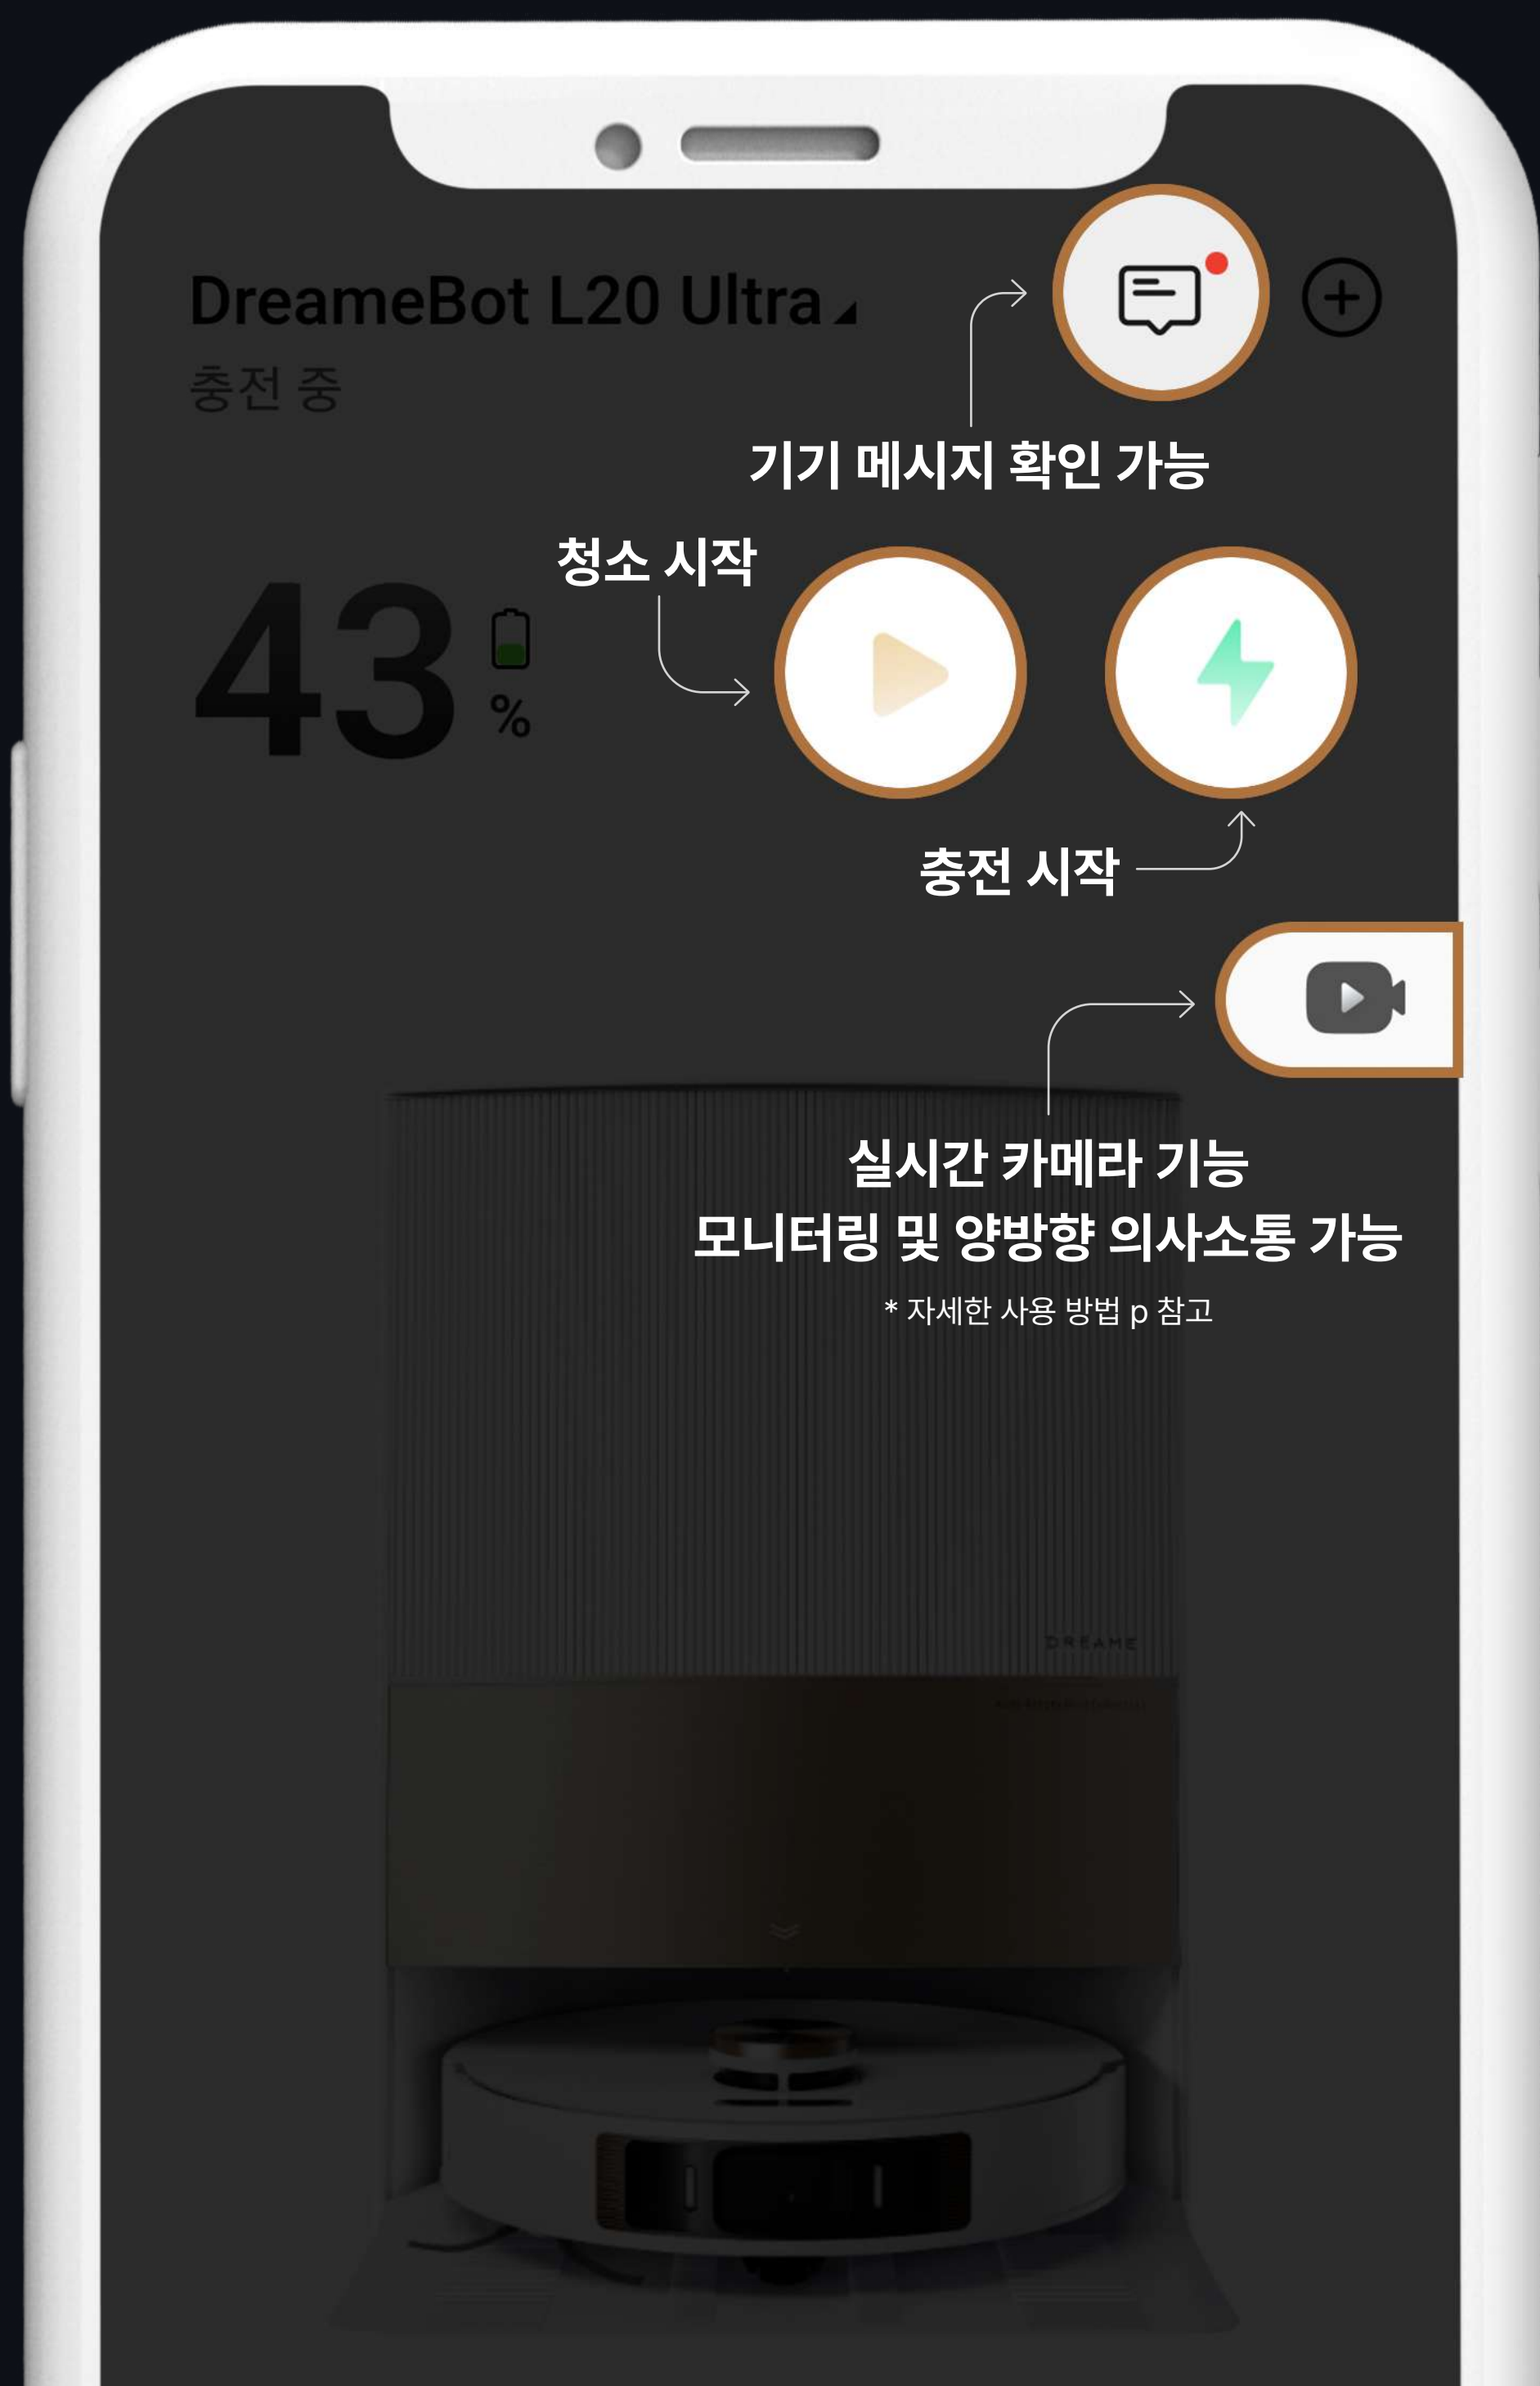 DreameBot L20 Ultra
충전 중
기기 메시지 확인 가능
청소 시작
43
%
충전 시작
실시간 카메라 기능
모니터링 및 양방향 의사소통 가능
* 자세한 사용 방법 p 참고
DREAME